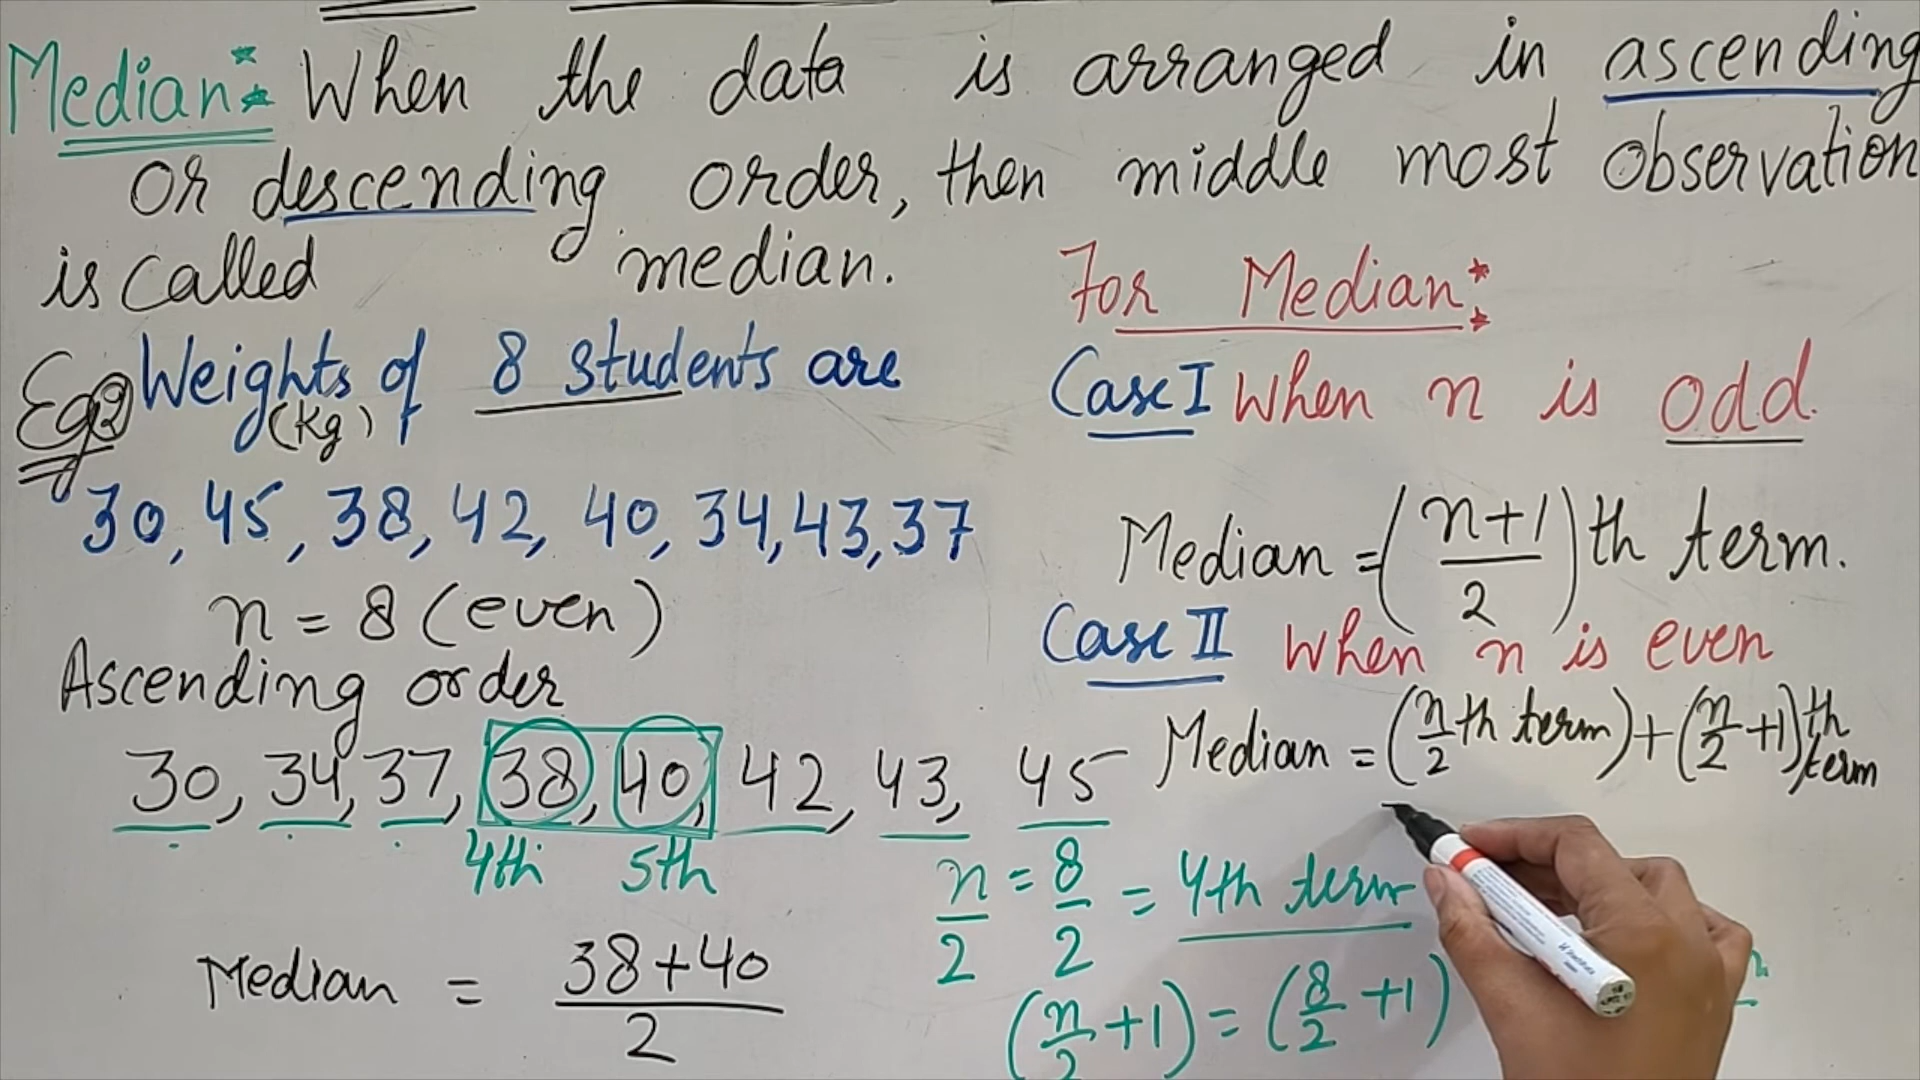 Median: When the data is arranged in ascending
or descending order, then middle most observation
is called median.
Eg2 Weights of 8 students are
(Kg)
30, 45, 38, 42, 40, 34, 43, 37
n = 8 (even)
Ascending order
30, 34, 37, 38, 40, 42, 43, 45
4th 5th
Median = 38+40
2
For Median:
Case I When n is odd.
Median = (n+1/2)th term.
Case II When n is even
Median = (n/2 th term) + (n/2 + 1)th term
n/2 = 8/2 = 4th term
(n/2 + 1) = (8/2 + 1)